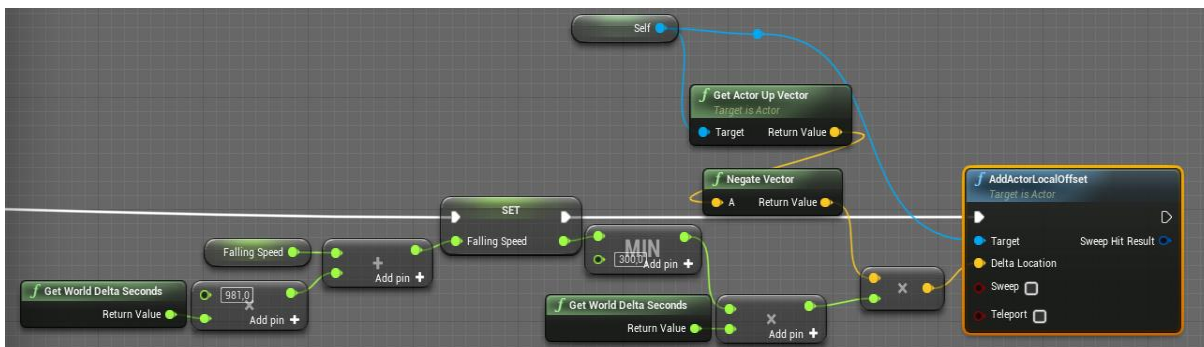 Self
f Get Actor Up Vector
Target is Actor
Target Return Value
f Negate Vector
A Return Value
f AddActorLocalOffset
Target is Actor
Target Sweep Hit Result
Delta Location
Sweep
Teleport
SET
Falling Speed
MIN
300,0 Add pin +
Falling Speed
+
Add pin +
f Get World Delta Seconds
Return Value
981,0
×
Add pin +
f Get World Delta Seconds
Return Value
×
Add pin +
×